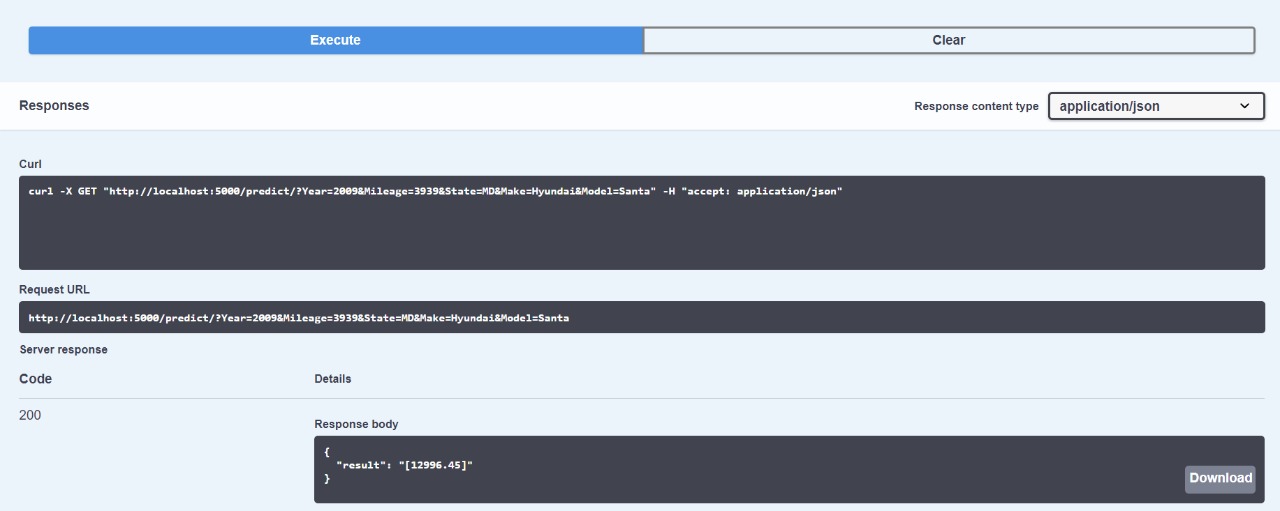 Execute
Clear
Responses
Response content type
application/json
Curl
curl -X GET "http://localhost:5000/predict/?Year=2009&Mileage=3939&State=MD&Make=Hyundai&Model=Santa" -H "accept: application/json"
Request URL
http://localhost:5000/predict/?Year=2009&Mileage=3939&State=MD&Make=Hyundai&Model=Santa
Server response
Code
Details
200
Response body
{
  "result": "[12996.45]"
}
Download